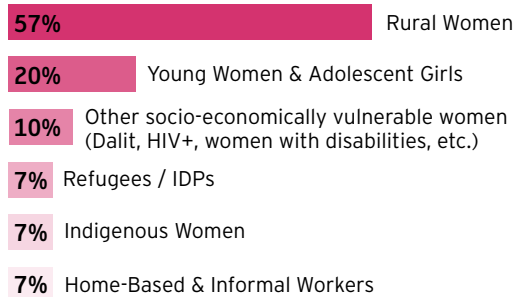 57% Rural Women
20% Young Women & Adolescent Girls
10% Other socio-economically vulnerable women
(Dalit, HIV+, women with disabilities, etc.)
7% Refugees / IDPs
7% Indigenous Women
7% Home-Based & Informal Workers